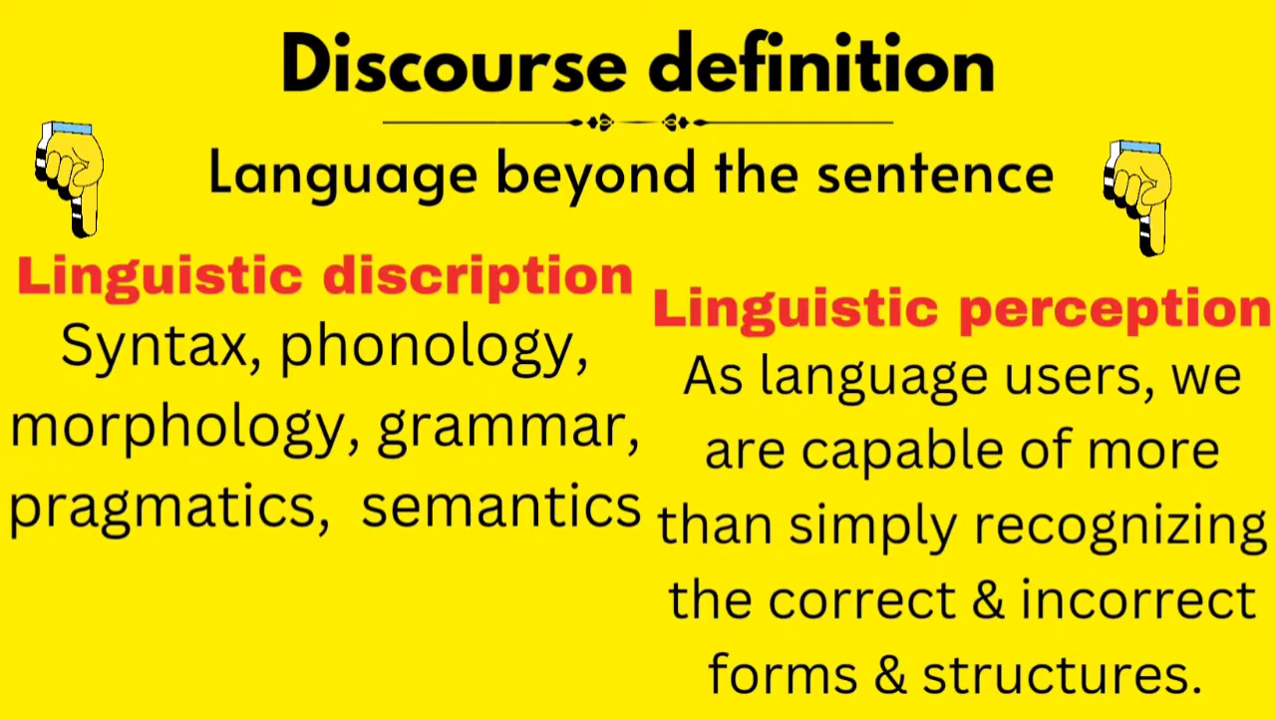 Discourse definition
Language beyond the sentence
Linguistic discription
Syntax, phonology,
morphology, grammar,
pragmatics, semantics
Linguistic perception
As language users, we
are capable of more
than simply recognizing
the correct & incorrect
forms & structures.